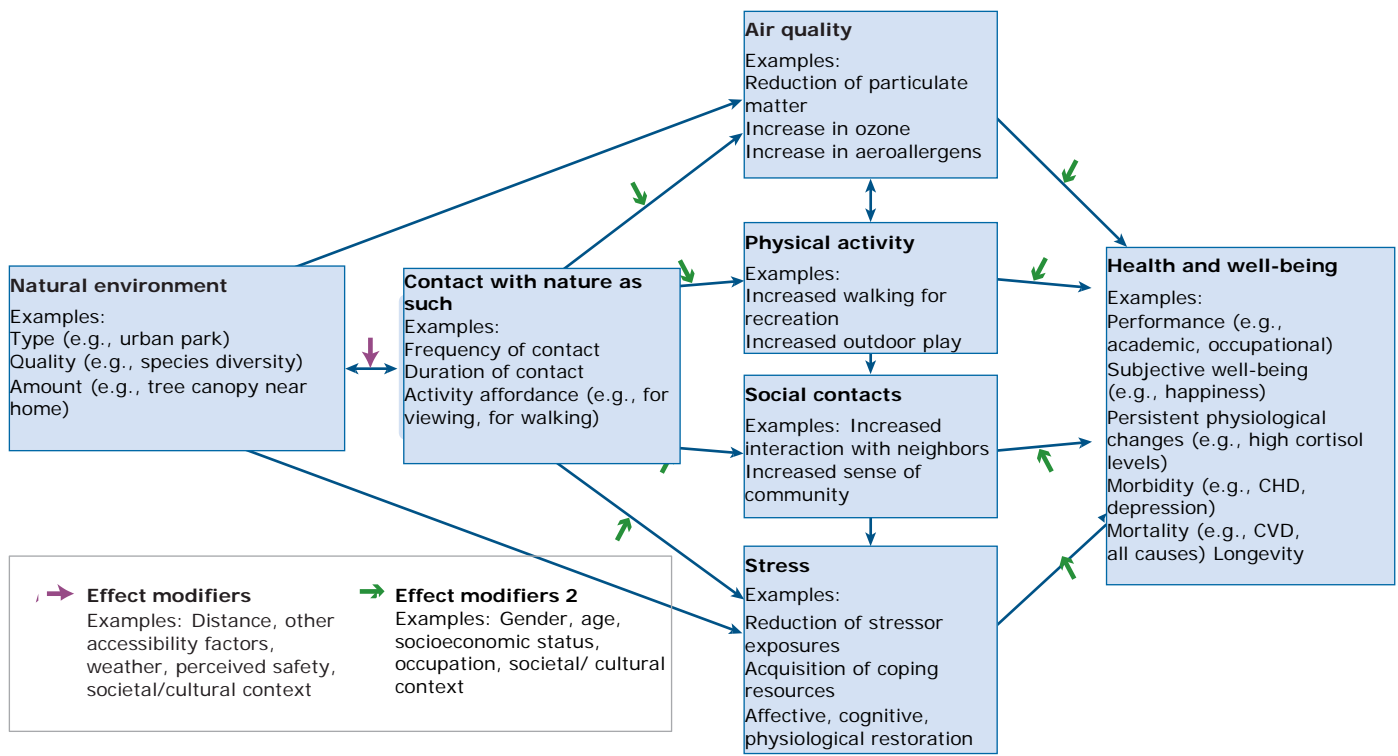 Air quality
Examples:
Reduction of particulate
matter
Increase in ozone
Increase in aeroallergens
Physical activity
Examples:
Increased walking for
recreation
Increased outdoor play
Health and well-being
Examples:
Performance (e.g.,
academic, occupational)
Subjective well-being
(e.g., happiness)
Persistent physiological
changes (e.g., high cortisol
levels)
Morbidity (e.g., CHD,
depression)
Mortality (e.g., CVD,
all causes) Longevity
Natural environment
Examples:
Type (e.g., urban park)
Quality (e.g., species diversity)
Amount (e.g., tree canopy near
home)
Contact with nature as
such
Examples:
Frequency of contact
Duration of contact
Activity affordance (e.g., for
viewing, for walking)
Social contacts
Examples: Increased
interaction with neighbors
Increased sense of
community
Stress
Examples:
Reduction of stressor
exposures
Acquisition of coping
resources
Affective, cognitive,
physiological restoration
Effect modifiers
Examples: Distance, other
accessibility factors,
weather, perceived safety,
societal/cultural context
Effect modifiers 2
Examples: Gender, age,
socioeconomic status,
occupation, societal/ cultural
context